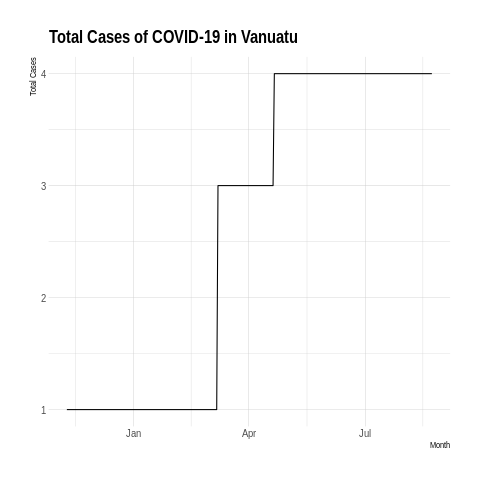 Total Cases of COVID-19 in Vanuatu
Total Cases
4
3
2
1
Jan Apr Jul
Month